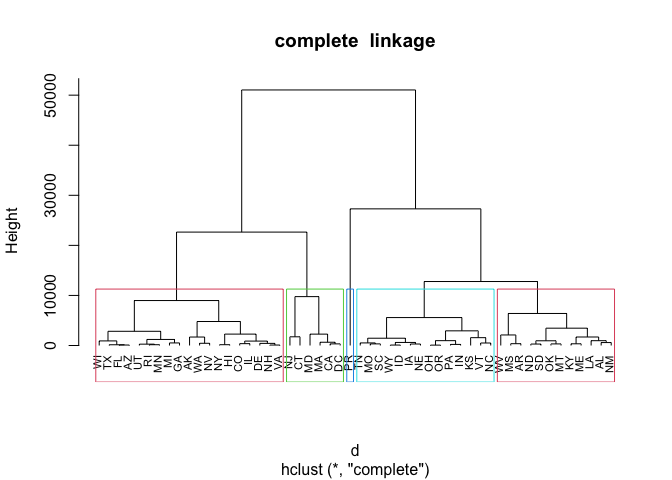 complete  linkage
Height
50000
30000
10000
0
WI
TX
FL
AZ
UT
RI
MN
MI
GA
AK
WA
NV
NY
HI
CO
IL
DE
NH
VA
NJ
CT
MD
MA
CA
DC
PR
TN
MO
SC
WY
ID
IA
NE
OH
OR
PA
IN
KS
VT
NC
WV
MS
AR
ND
SD
OK
MT
KY
ME
LA
AL
NM
d
hclust (*, "complete")